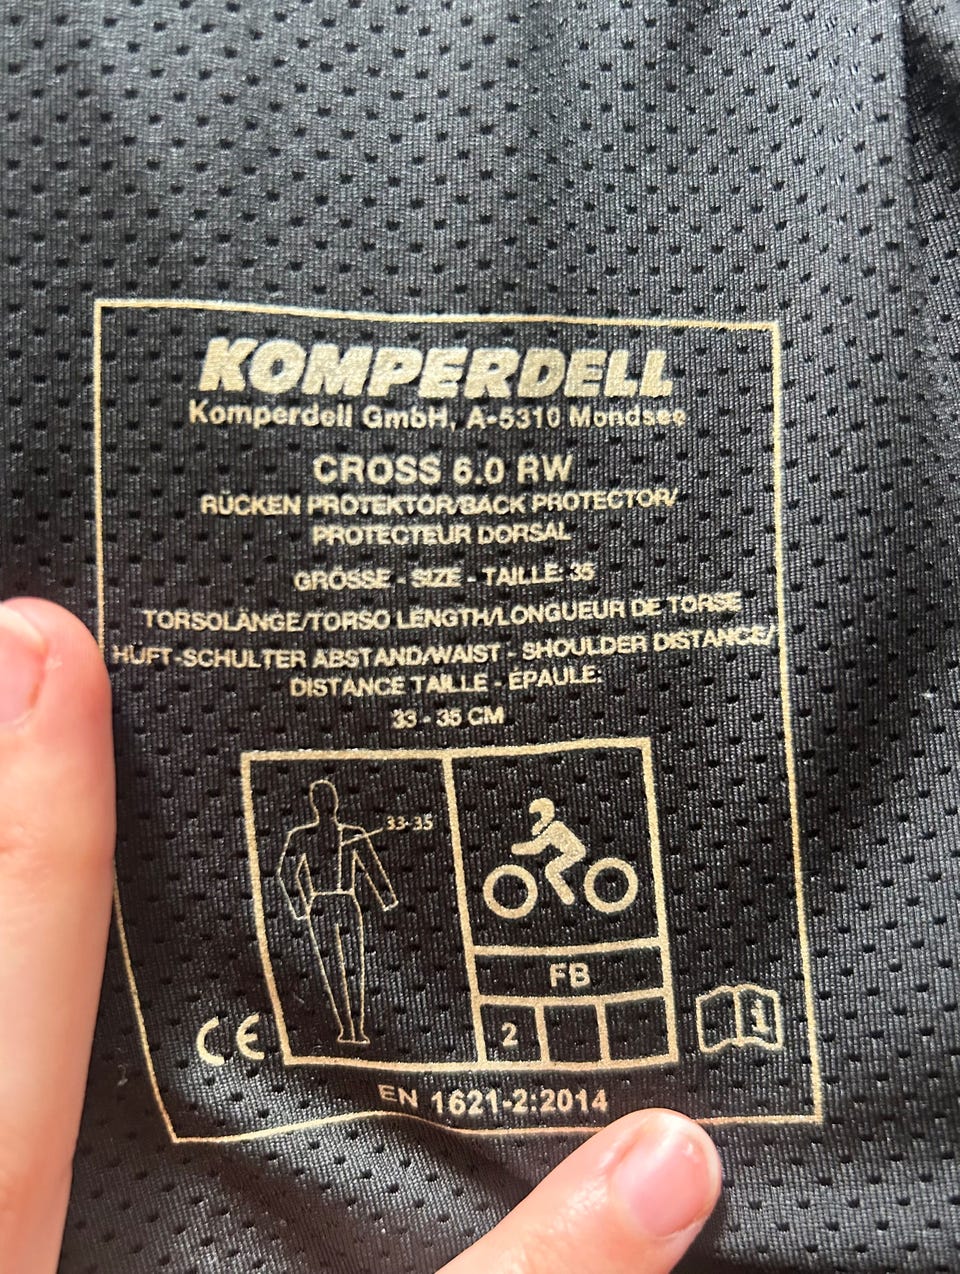 KOMPERDELL
Komperdell GmbH, A-5310 Mondsee
CROSS 6.0 RW
RÜCKEN PROTEKTOR/BACK PROTECTOR/
PROTECTEUR DORSAL
GRÖSSE - SIZE - TAILLE: 35
TORSOLÄNGE/TORSO LENGTH/LONGUEUR DE TORSE
HÜFT-SCHULTER ABSTAND/WAIST - SHOULDER DISTANCE/
DISTANCE TAILLE - ÉPAULE:
33 - 35 CM
33-35
FB
2
i
CE
EN 1621-2:2014